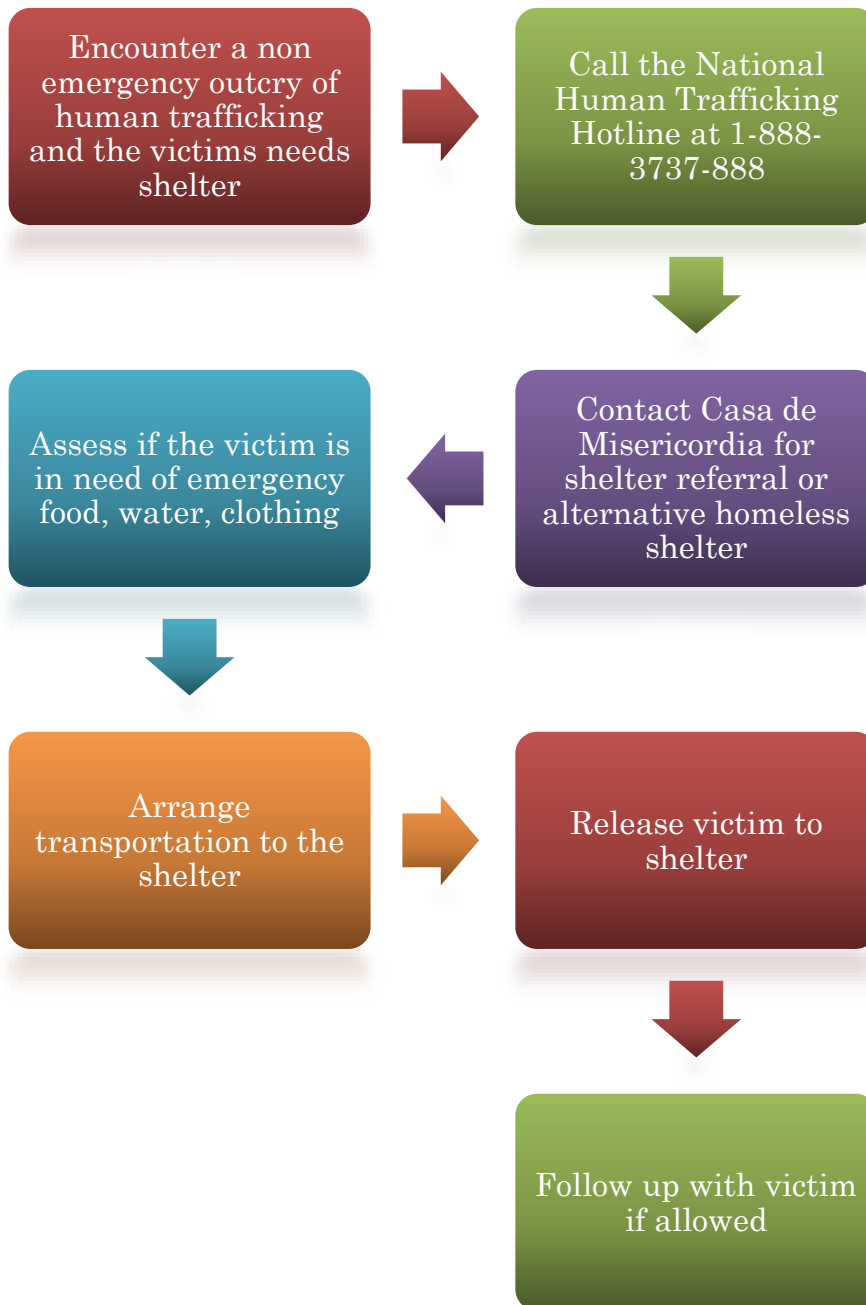 Encounter a non
emergency outcry of
human trafficking
and the victims needs
shelter
Call the National
Human Trafficking
Hotline at 1-888-
3737-888
Contact Casa de
Misericordia for
shelter referral or
alternative homeless
shelter
Assess if the victim is
in need of emergency
food, water, clothing
Arrange
transportation to the
shelter
Release victim to
shelter
Follow up with victim
if allowed